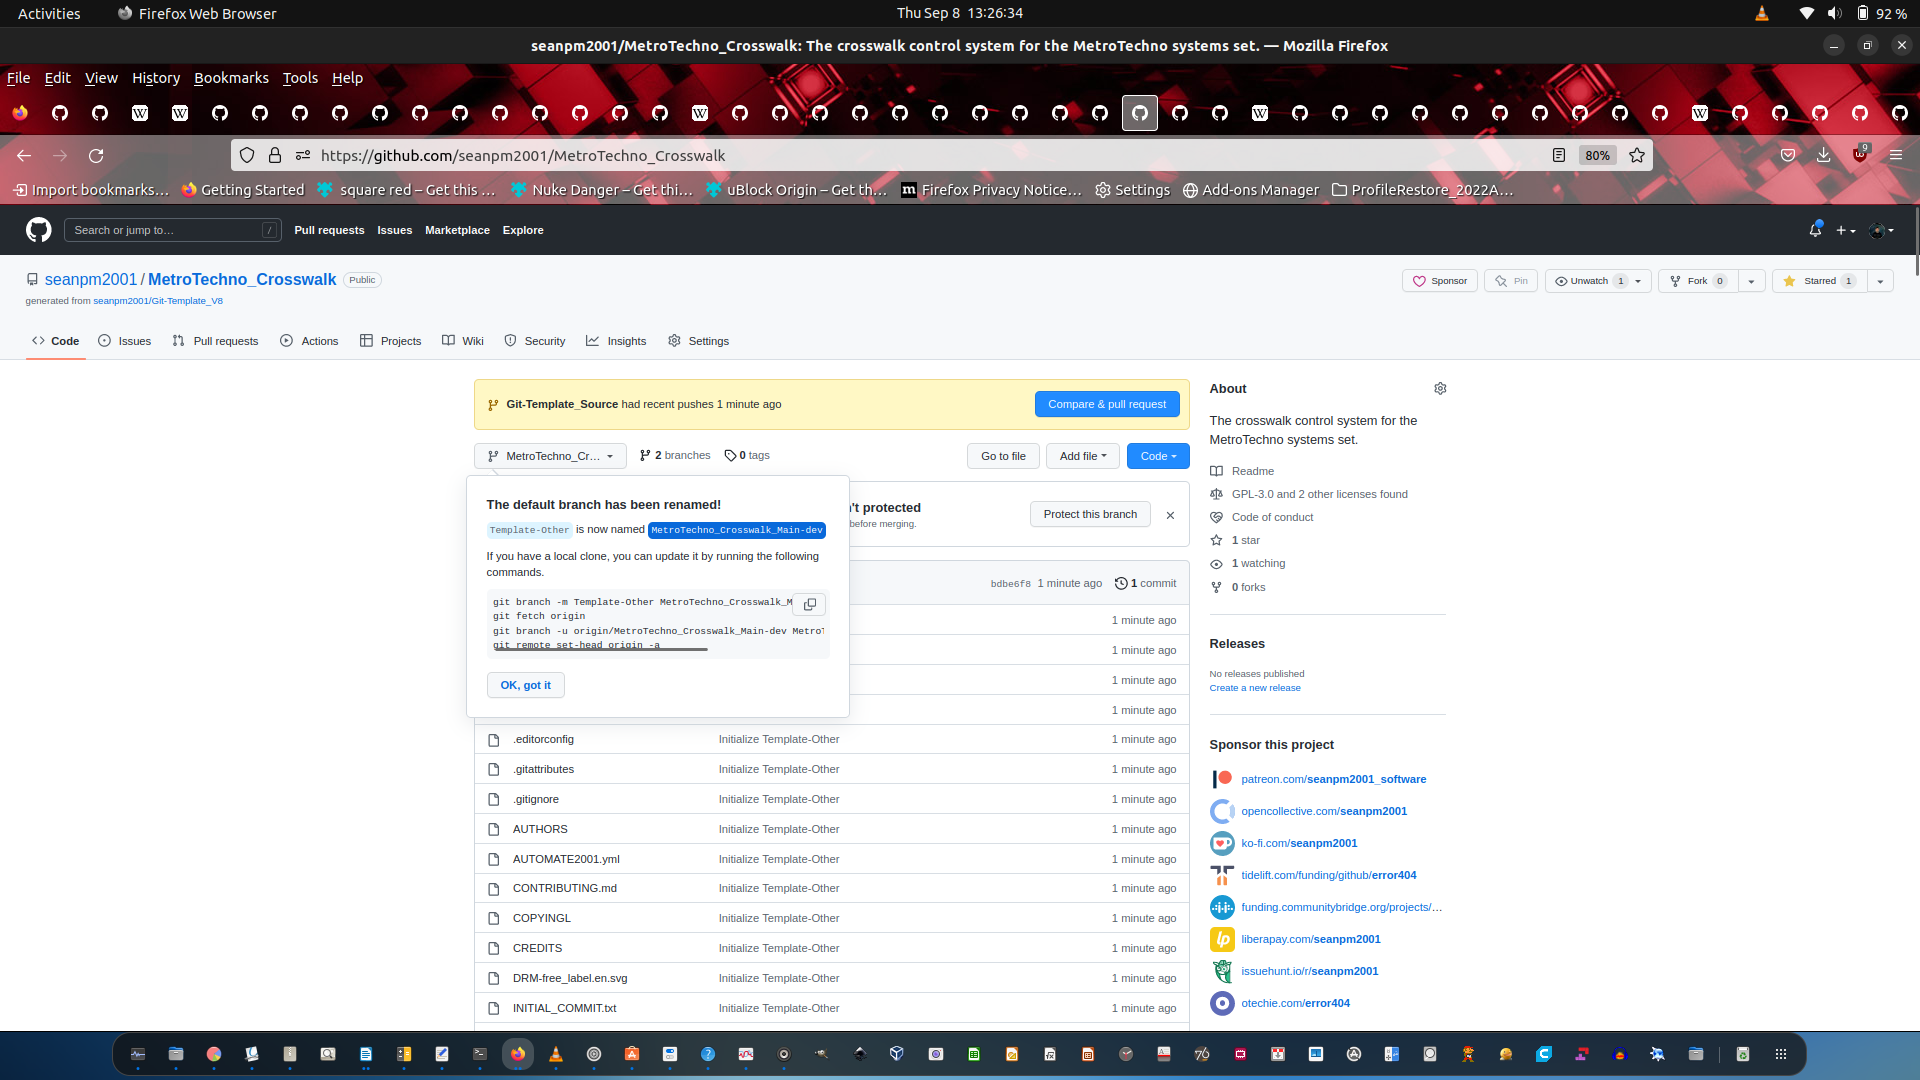 Activities
Firefox Web Browser
Thu Sep 8 13:26:34
92 %
seanpm2001/MetroTechno_Crosswalk: The crosswalk control system for the MetroTechno systems set. — Mozilla Firefox
File Edit View History Bookmarks Tools Help
https://github.com/seanpm2001/MetroTechno_Crosswalk
80%
9
Import bookmarks…
Getting Started
square red – Get this …
Nuke Danger – Get thi…
uBlock Origin – Get th…
Firefox Privacy Notice…
Settings
Add-ons Manager
ProfileRestore_2022A…
Search or jump to… /
Pull requests Issues Marketplace Explore
seanpm2001 / MetroTechno_Crosswalk Public
Sponsor
Pin
Unwatch 1
Fork 0
Starred 1
generated from seanpm2001/Git-Template_V8
Code Issues Pull requests Actions Projects Wiki Security Insights Settings
Git-Template_Source had recent pushes 1 minute ago
Compare & pull request
MetroTechno_Cr…
2 branches
0 tags
Go to file
Add file
Code
The default branch has been renamed!
Template-Other is now named MetroTechno_Crosswalk_Main-dev
If you have a local clone, you can update it by running the following
commands.
git branch -m Template-Other MetroTechno_Crosswalk_M
git fetch origin
git branch -u origin/MetroTechno_Crosswalk_Main-dev MetroT
git remote set-head origin -a
OK, got it
't protected
before merging.
Protect this branch
bdbe6f8 1 minute ago 1 commit
1 minute ago
1 minute ago
1 minute ago
1 minute ago
.editorconfig Initialize Template-Other 1 minute ago
.gitattributes Initialize Template-Other 1 minute ago
.gitignore Initialize Template-Other 1 minute ago
AUTHORS Initialize Template-Other 1 minute ago
AUTOMATE2001.yml Initialize Template-Other 1 minute ago
CONTRIBUTING.md Initialize Template-Other 1 minute ago
COPYINGL Initialize Template-Other 1 minute ago
CREDITS Initialize Template-Other 1 minute ago
DRM-free_label.en.svg Initialize Template-Other 1 minute ago
INITIAL_COMMIT.txt Initialize Template-Other 1 minute ago
About
The crosswalk control system for the
MetroTechno systems set.
Readme
GPL-3.0 and 2 other licenses found
Code of conduct
1 star
1 watching
0 forks
Releases
No releases published
Create a new release
Sponsor this project
patreon.com/seanpm2001_software
opencollective.com/seanpm2001
ko-fi.com/seanpm2001
tidelift.com/funding/github/error404
funding.communitybridge.org/projects/…
liberapay.com/seanpm2001
issuehunt.io/r/seanpm2001
otechie.com/error404